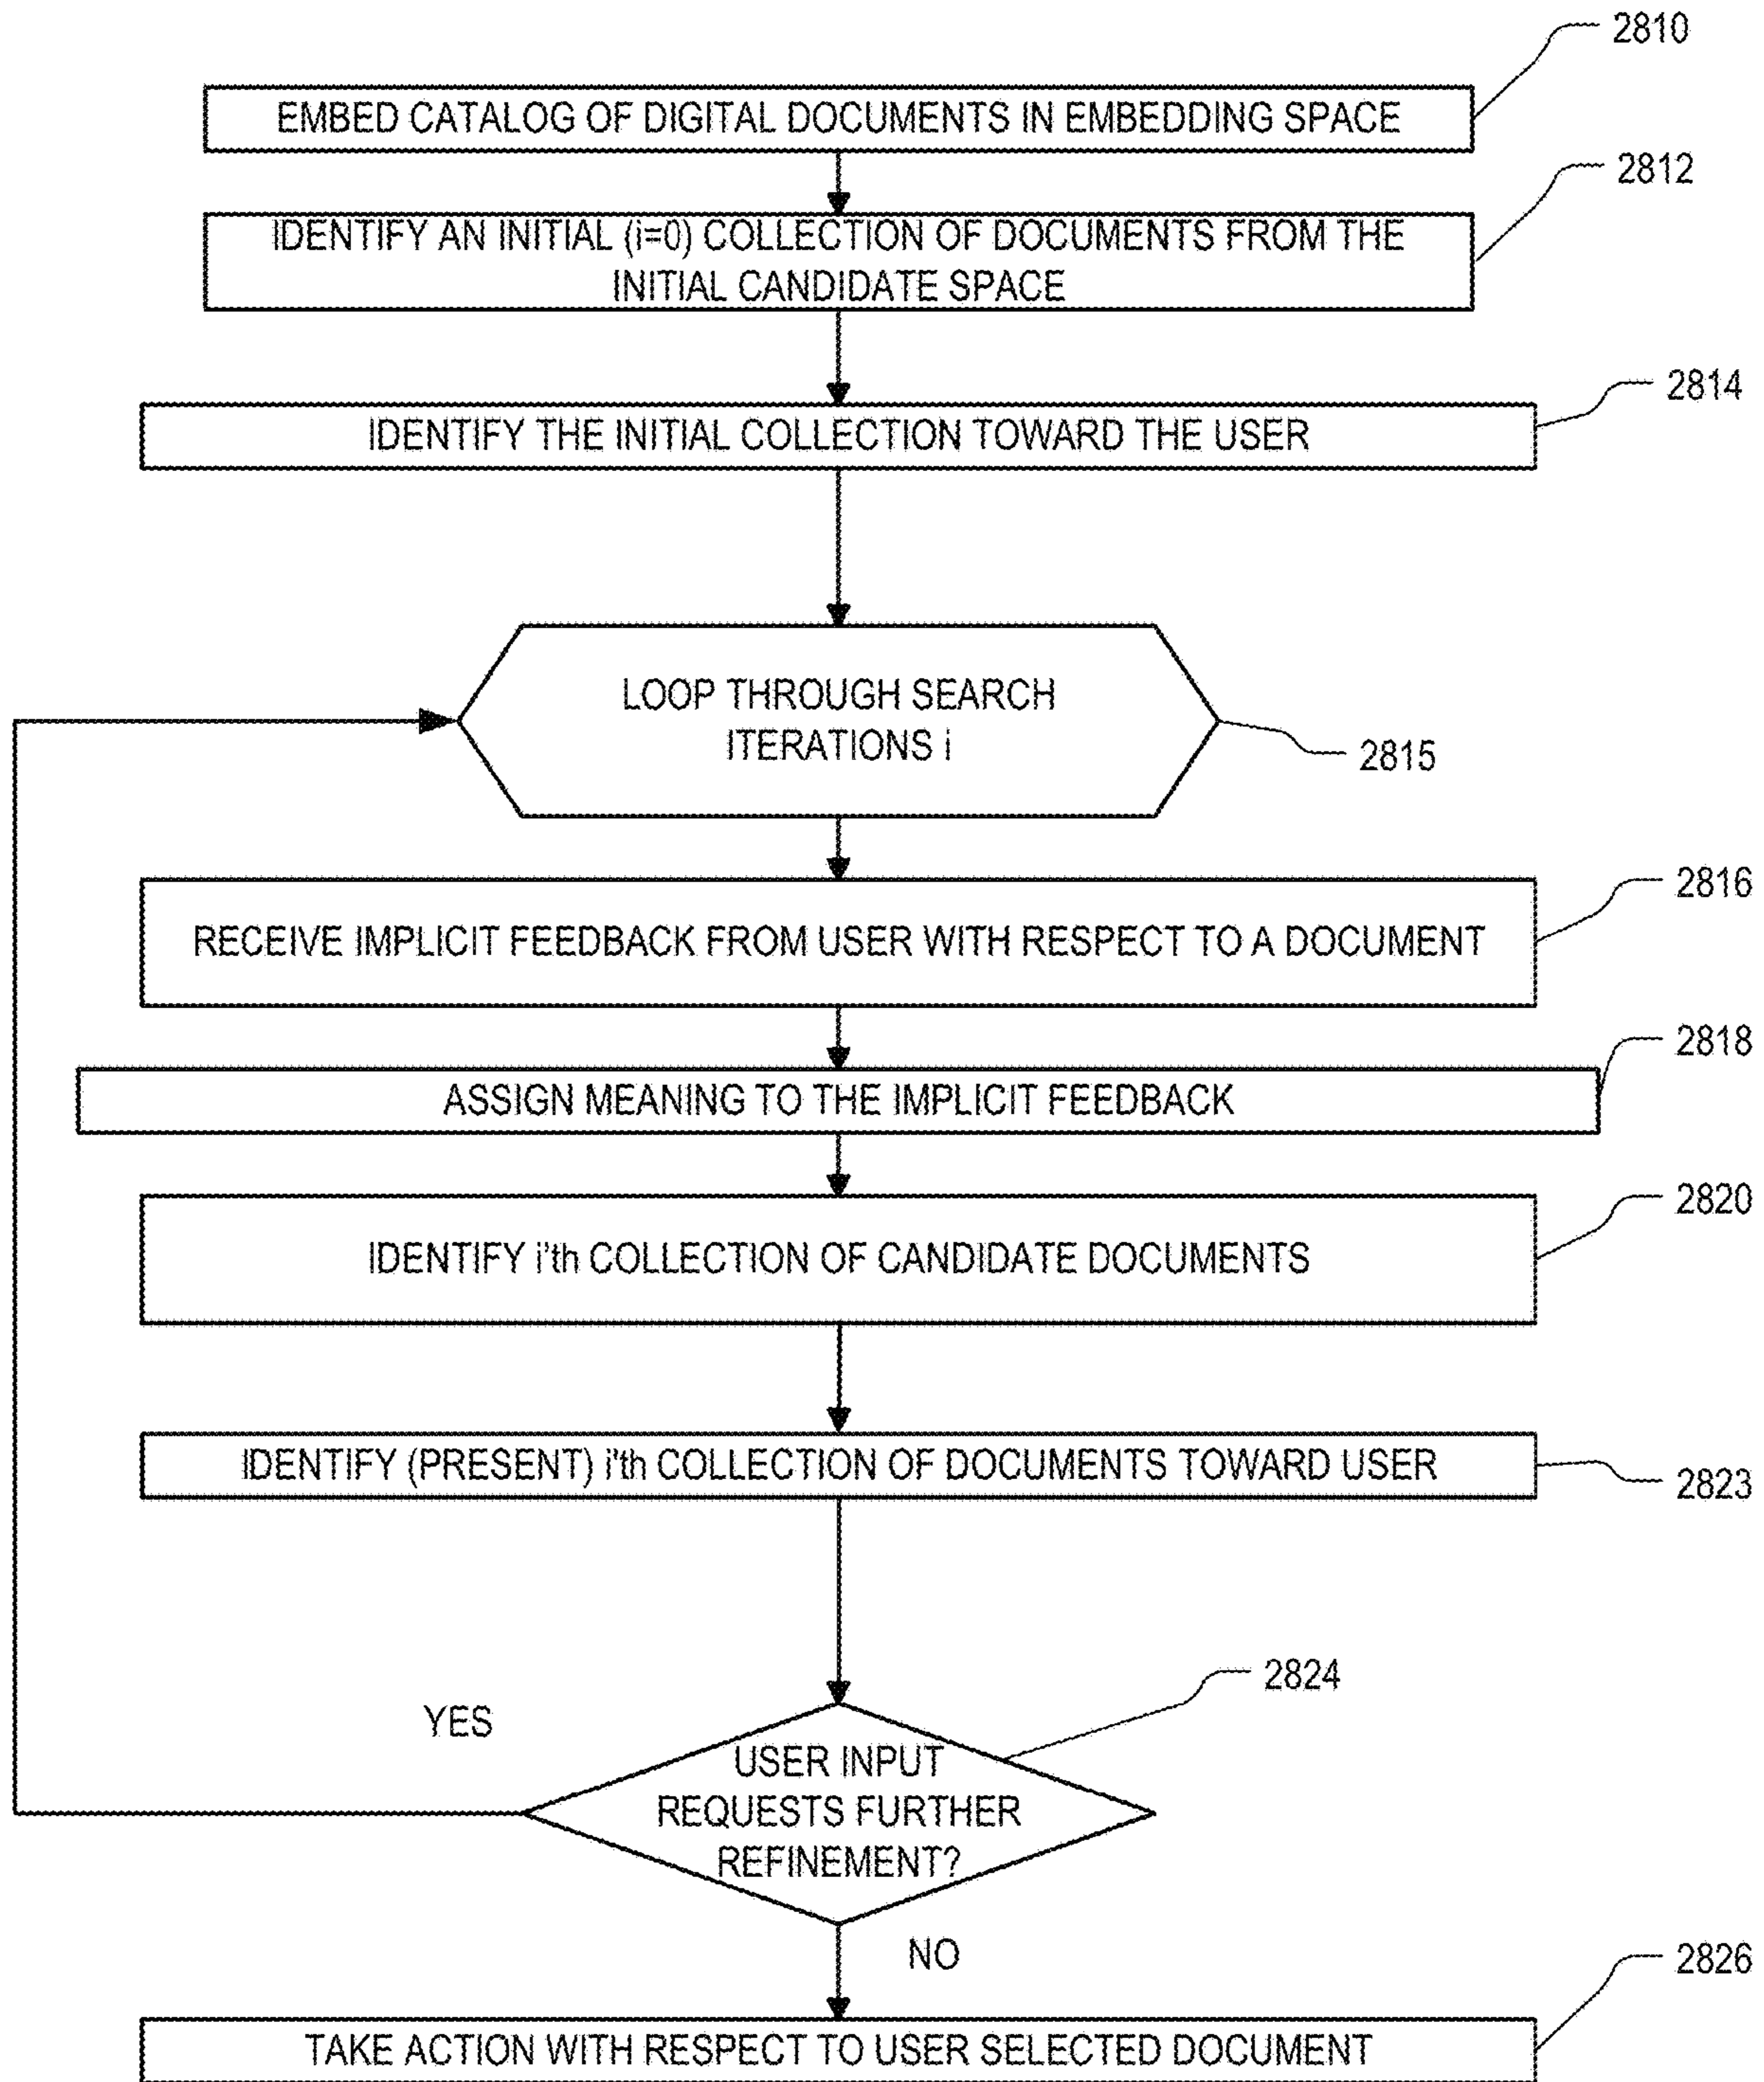 2810
EMBED CATALOG OF DIGITAL DOCUMENTS IN EMBEDDING SPACE
2812
IDENTIFY AN INITIAL (i=0) COLLECTION OF DOCUMENTS FROM THE
INITIAL CANDIDATE SPACE
2814
IDENTIFY THE INITIAL COLLECTION TOWARD THE USER
LOOP THROUGH SEARCH
ITERATIONS i
2815
2816
RECEIVE IMPLICIT FEEDBACK FROM USER WITH RESPECT TO A DOCUMENT
2818
ASSIGN MEANING TO THE IMPLICIT FEEDBACK
2820
IDENTIFY i'th COLLECTION OF CANDIDATE DOCUMENTS
IDENTIFY (PRESENT) i'th COLLECTION OF DOCUMENTS TOWARD USER
2823
2824
YES
USER INPUT
REQUESTS FURTHER
REFINEMENT?
NO
2826
TAKE ACTION WITH RESPECT TO USER SELECTED DOCUMENT